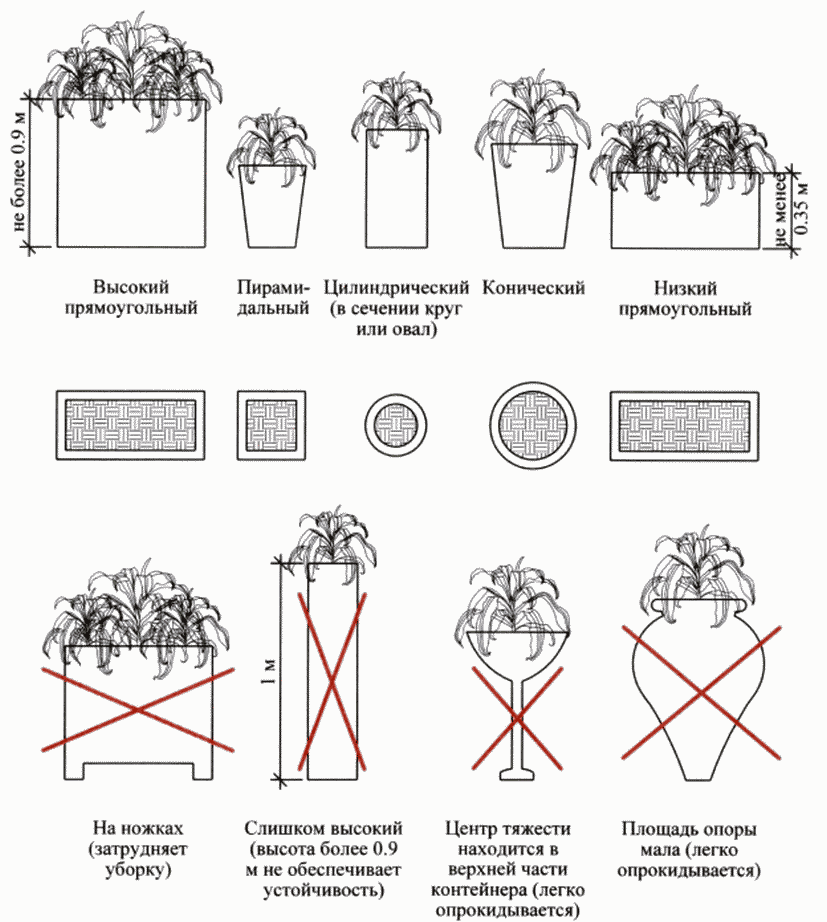 не более 0.9 м
не менее
0.35 м
Высокий
прямоугольный
Пирами-
дальный
Цилиндрический
(в сечении круг
или овал)
Конический
Низкий
прямоугольный
1 м
На ножках
(затрудняет
уборку)
Слишком высокий
(высота более 0.9
м не обеспечивает
устойчивость)
Центр тяжести
находится в
верхней части
контейнера (легко
опрокидывается)
Площадь опоры
мала (легко
опрокидывается)